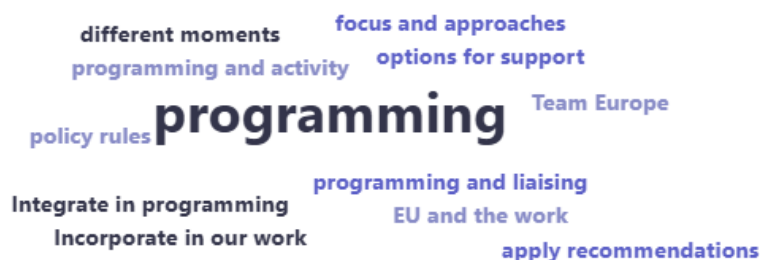 focus and approaches
different moments
options for support
programming and activity
Team Europe
programming
policy rules
programming and liaising
Integrate in programming
EU and the work
Incorporate in our work
apply recommendations